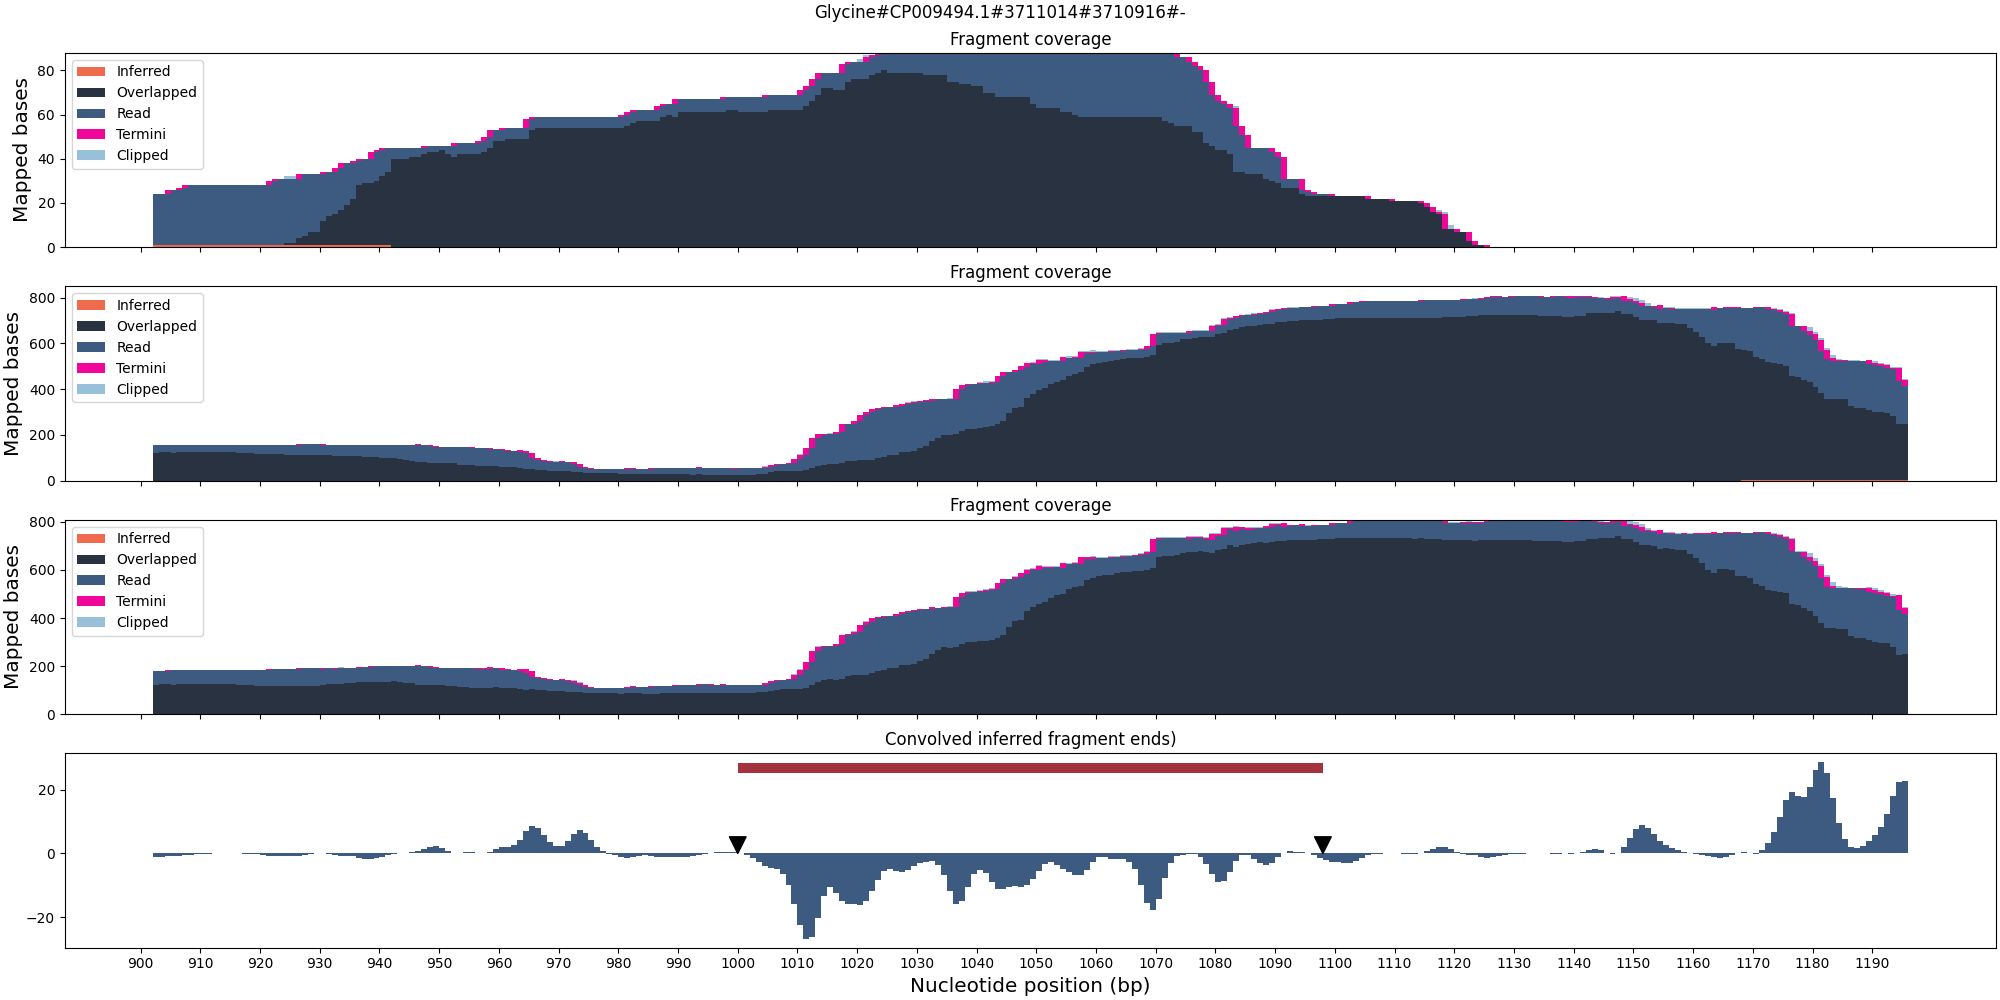 Glycine#CP009494.1#3711014#3710916#-
Fragment coverage
Mapped bases
80
60
40
20
0
Inferred
Overlapped
Read
Termini
Clipped
Fragment coverage
Mapped bases
800
600
400
200
0
Inferred
Overlapped
Read
Termini
Clipped
Fragment coverage
Mapped bases
800
600
400
200
0
Inferred
Overlapped
Read
Termini
Clipped
Convolved inferred fragment ends)
20
0
−20
900 910 920 930 940 950 960 970 980 990 1000 1010 1020 1030 1040 1050 1060 1070 1080 1090 1100 1110 1120 1130 1140 1150 1160 1170 1180 1190
Nucleotide position (bp)